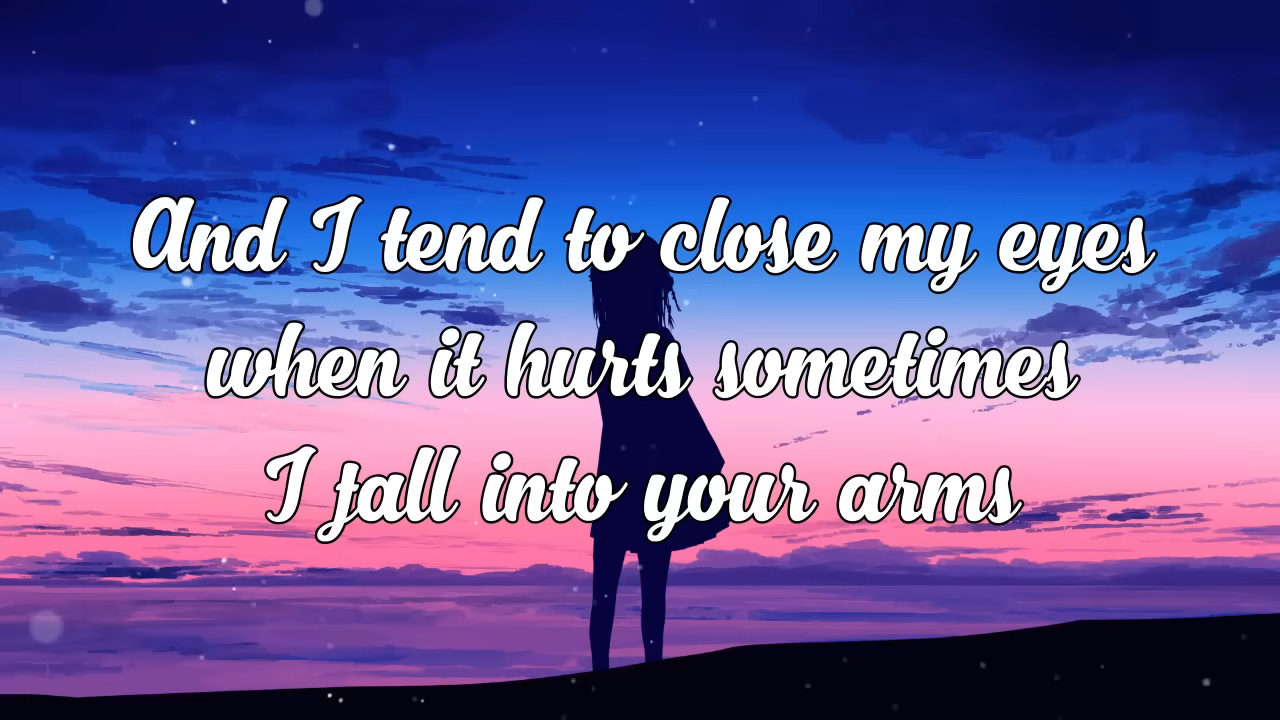 And I tend to close my eyes
when it hurts sometimes
I fall into your arms